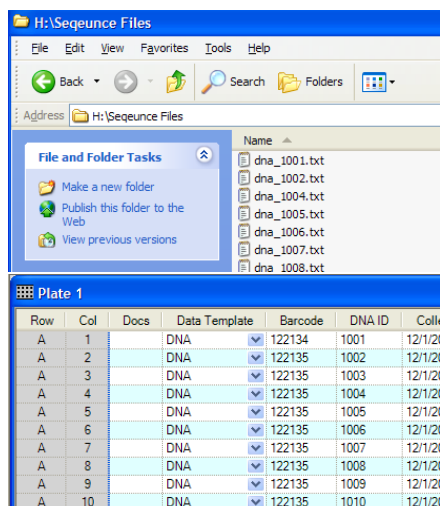 H:\Seqeunce Files
File Edit View Favorites Tools Help
Back Search Folders
Address H:\Seqeunce Files
Name
File and Folder Tasks
Make a new folder
Publish this folder to the
Web
View previous versions
dna_1001.txt
dna_1002.txt
dna_1004.txt
dna_1005.txt
dna_1006.txt
dna_1007.txt
dna_1008.txt
Plate 1
Row Col Docs Data Template Barcode DNA ID Colle
A 1 DNA 122134 1001 12/1/20
A 2 DNA 122135 1002 12/1/20
A 3 DNA 122135 1003 12/1/20
A 4 DNA 122135 1004 12/1/20
A 5 DNA 122135 1005 12/1/20
A 6 DNA 122135 1006 12/1/20
A 7 DNA 122135 1007 12/1/20
A 8 DNA 122135 1008 12/1/20
A 9 DNA 122135 1009 12/1/20
A 10 DNA 122135 1010 12/1/20